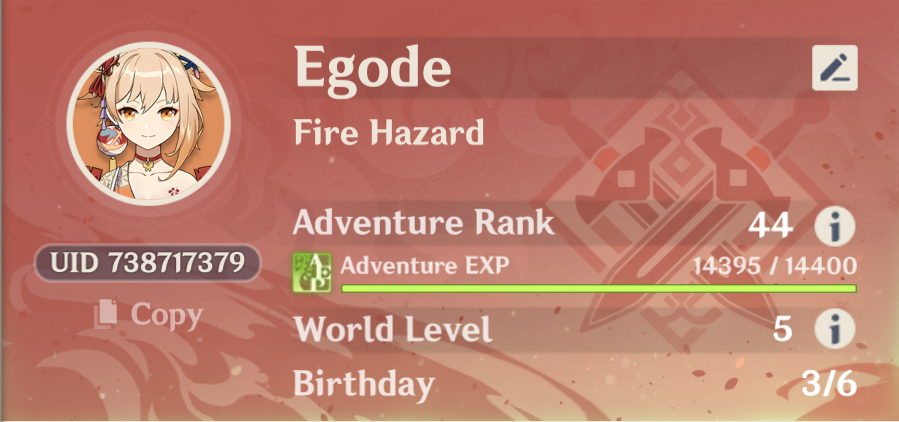 Egode
Fire Hazard
Adventure Rank 44
UID 738717379
Adventure EXP 14395 / 14400
Copy
World Level 5
Birthday 3/6